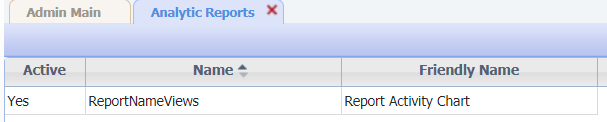 Admin Main Analytic Reports
Active Name Friendly Name
Yes ReportNameViews Report Activity Chart